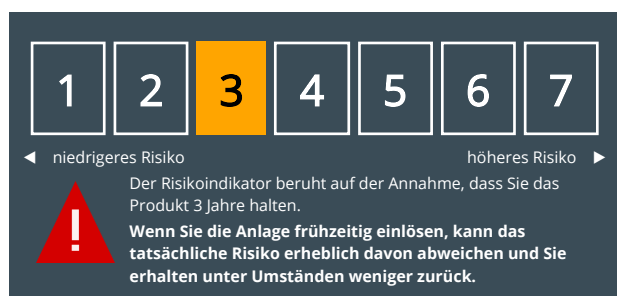 1 2 3 4 5 6 7
◀ niedrigeres Risiko höheres Risiko ▶
Der Risikoindikator beruht auf der Annahme, dass Sie das
Produkt 3 Jahre halten.
!
Wenn Sie die Anlage frühzeitig einlösen, kann das
tatsächliche Risiko erheblich davon abweichen und Sie
erhalten unter Umständen weniger zurück.